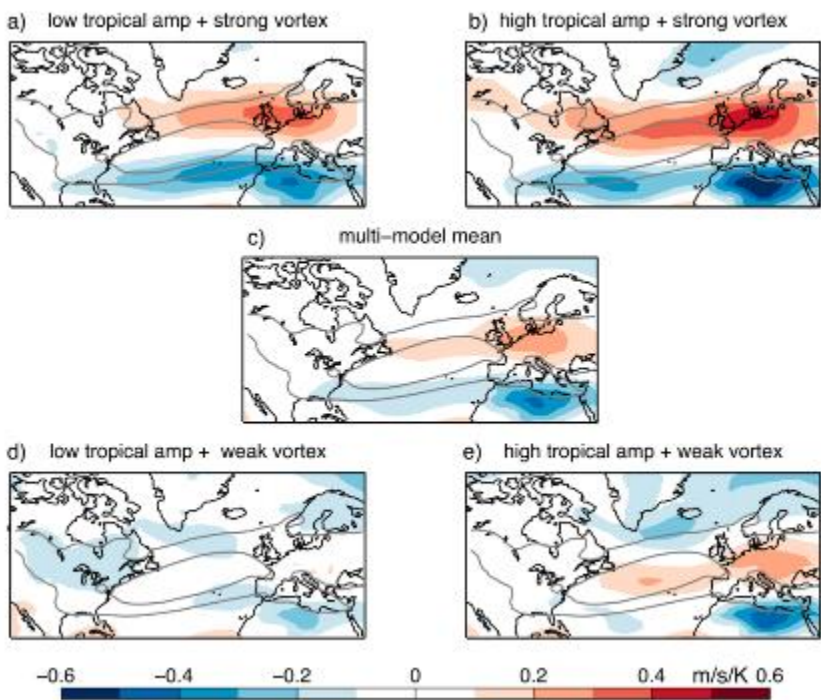 a) low tropical amp + strong vortex
b) high tropical amp + strong vortex
c) multi-model mean
d) low tropical amp + weak vortex
e) high tropical amp + weak vortex
-0.6 -0.4 -0.2 0 0.2 0.4 m/s/K 0.6